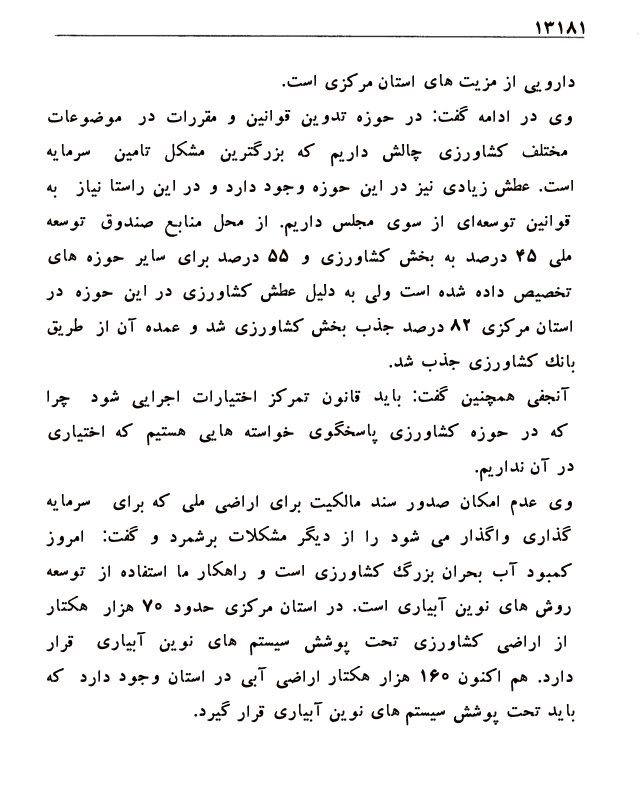 ۱۳۱۸۱
دارویی از مزیت های استان مرکزی است.
وی در ادامه گفت: در حوزه تدوین قوانین و مقررات در موضوعات
مختلف کشاورزی چالش داریم که بزرگترین مشکل تامین سرمایه
است. عطش زیادی نیز در این حوزه وجود دارد و در این راستا نیاز به
قوانین توسعه‌ای از سوی مجلس داریم. از محل منابع صندوق توسعه
ملی ۴۵ درصد به بخش کشاورزی و ۵۵ درصد برای سایر حوزه های
تخصیص داده شده است ولی به دلیل عطش کشاورزی در این حوزه در
استان مرکزی ۸۲ درصد جذب بخش کشاورزی شد و عمده آن از طریق
بانک کشاورزی جذب شد.
آنجفی همچنین گفت: باید قانون تمرکز اختیارات اجرایی شود چرا
که در حوزه کشاورزی پاسخگوی خواسته هایی هستیم که اختیاری
در آن نداریم.
وی عدم امکان صدور سند مالکیت برای اراضی ملی که برای سرمایه
گذاری واگذار می شود را از دیگر مشکلات برشمرد و گفت: امروز
کمبود آب بحران بزرگ کشاورزی است و راهکار ما استفاده از توسعه
روش های نوین آبیاری است. در استان مرکزی حدود ۷۰ هزار هکتار
از اراضی کشاورزی تحت پوشش سیستم های نوین آبیاری قرار
دارد. هم اکنون ۱۶۰ هزار هکتار اراضی آبی در استان وجود دارد که
باید تحت پوشش سیستم های نوین آبیاری قرار گیرد.